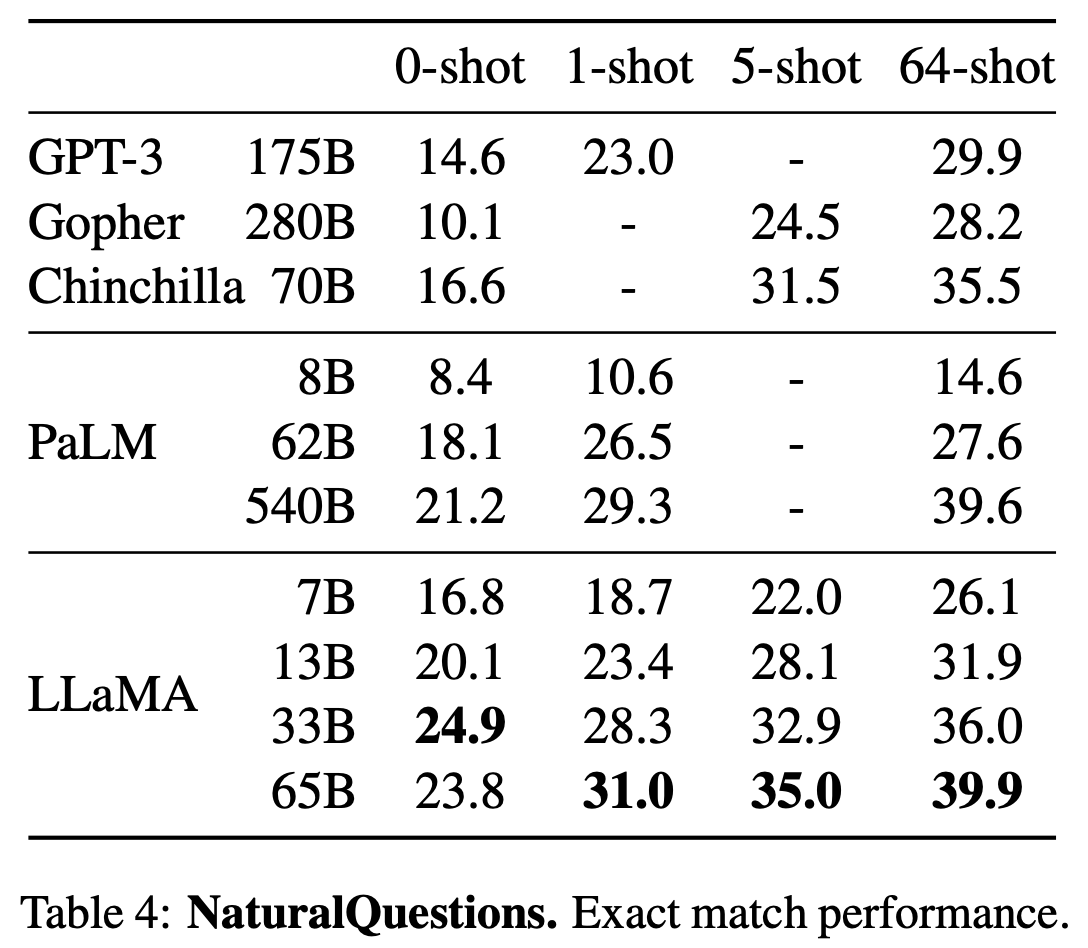 0-shot 1-shot 5-shot 64-shot
GPT-3 175B 14.6 23.0 - 29.9
Gopher 280B 10.1 - 24.5 28.2
Chinchilla 70B 16.6 - 31.5 35.5
8B 8.4 10.6 - 14.6
PaLM 62B 18.1 26.5 - 27.6
540B 21.2 29.3 - 39.6
7B 16.8 18.7 22.0 26.1
13B 20.1 23.4 28.1 31.9
LLaMA
33B 24.9 28.3 32.9 36.0
65B 23.8 31.0 35.0 39.9
Table 4: NaturalQuestions. Exact match performance.